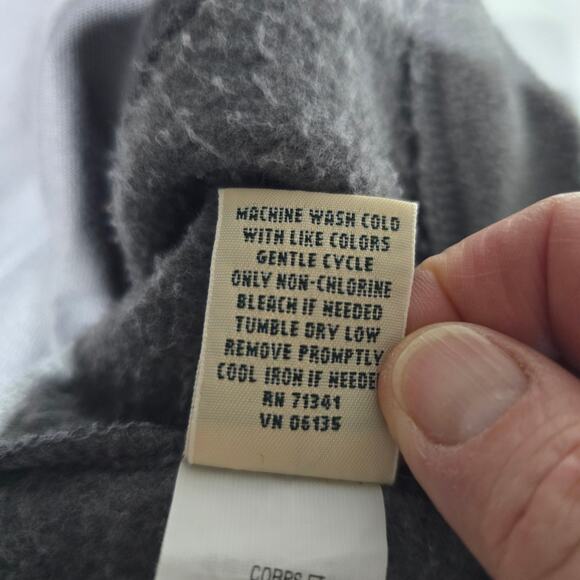 MACHINE WASH COLD
WITH LIKE COLORS
GENTLE CYCLE
ONLY NON-CHLORINE
BLEACH IF NEEDED
TUMBLE DRY LOW
REMOVE PROMPTLY
COOL IRON IF NEEDED
RN 71341
VN 06135